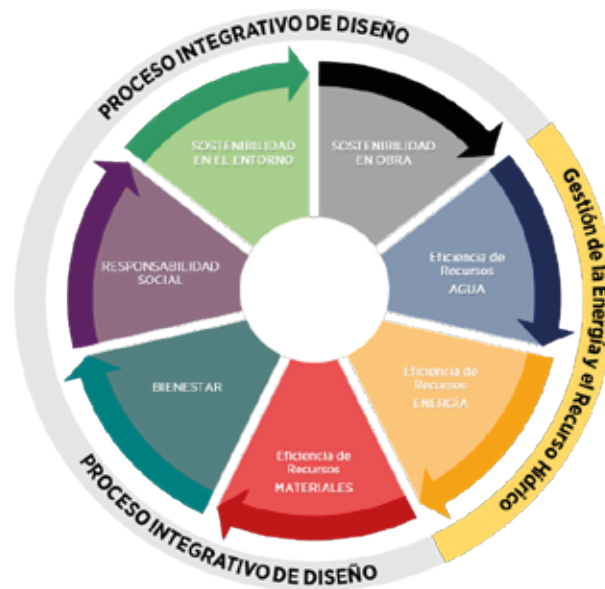 PROCESO INTEGRATIVO DE DISEÑO
SOSTENIBILIDAD
EN EL ENTORNO
SOSTENIBILIDAD
EN OBRA
Gestión de la Energía y el Recurso Hídrico
RESPONSABILIDAD
SOCIAL
Eficiencia de
Recursos
AGUA
BIENESTAR
Eficiencia de
Recursos
ENERGÍA
Eficiencia de
Recursos
MATERIALES
PROCESO INTEGRATIVO DE DISEÑO